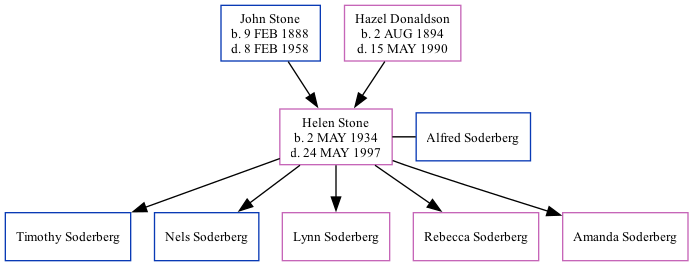 John Stone
b. 9 FEB 1888
d. 8 FEB 1958
Hazel Donaldson
b. 2 AUG 1894
d. 15 MAY 1990
Helen Stone
b. 2 MAY 1934
d. 24 MAY 1997
Alfred Soderberg
Timothy Soderberg
Nels Soderberg
Lynn Soderberg
Rebecca Soderberg
Amanda Soderberg